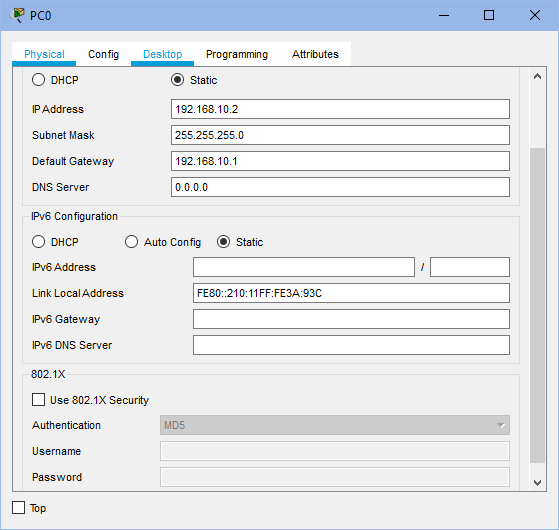 PC0
Physical Config Desktop Programming Attributes
DHCP Static
IP Address 192.168.10.2
Subnet Mask 255.255.255.0
Default Gateway 192.168.10.1
DNS Server 0.0.0.0
IPv6 Configuration
DHCP Auto Config Static
IPv6 Address /
Link Local Address FE80::210:11FF:FE3A:93C
IPv6 Gateway
IPv6 DNS Server
802.1X
Use 802.1X Security
Authentication MD5
Username
Password
Top